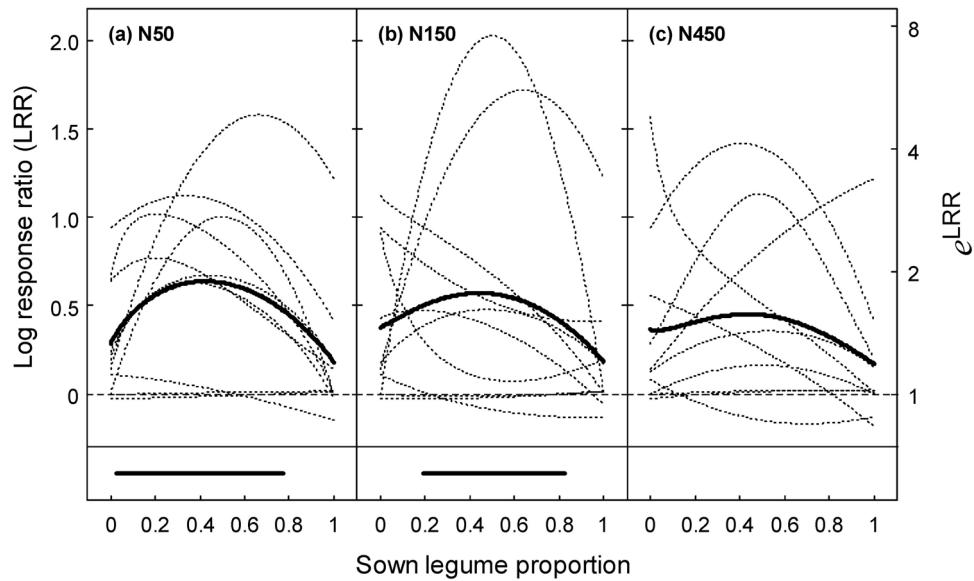 (a) N50 (b) N150 (c) N450
Log response ratio (LRR)
2.0
1.5
1.0
0.5
0
8
4
2
1
eLRR
0 0.2 0.4 0.6 0.8 1 0 0.2 0.4 0.6 0.8 1 0 0.2 0.4 0.6 0.8 1
Sown legume proportion